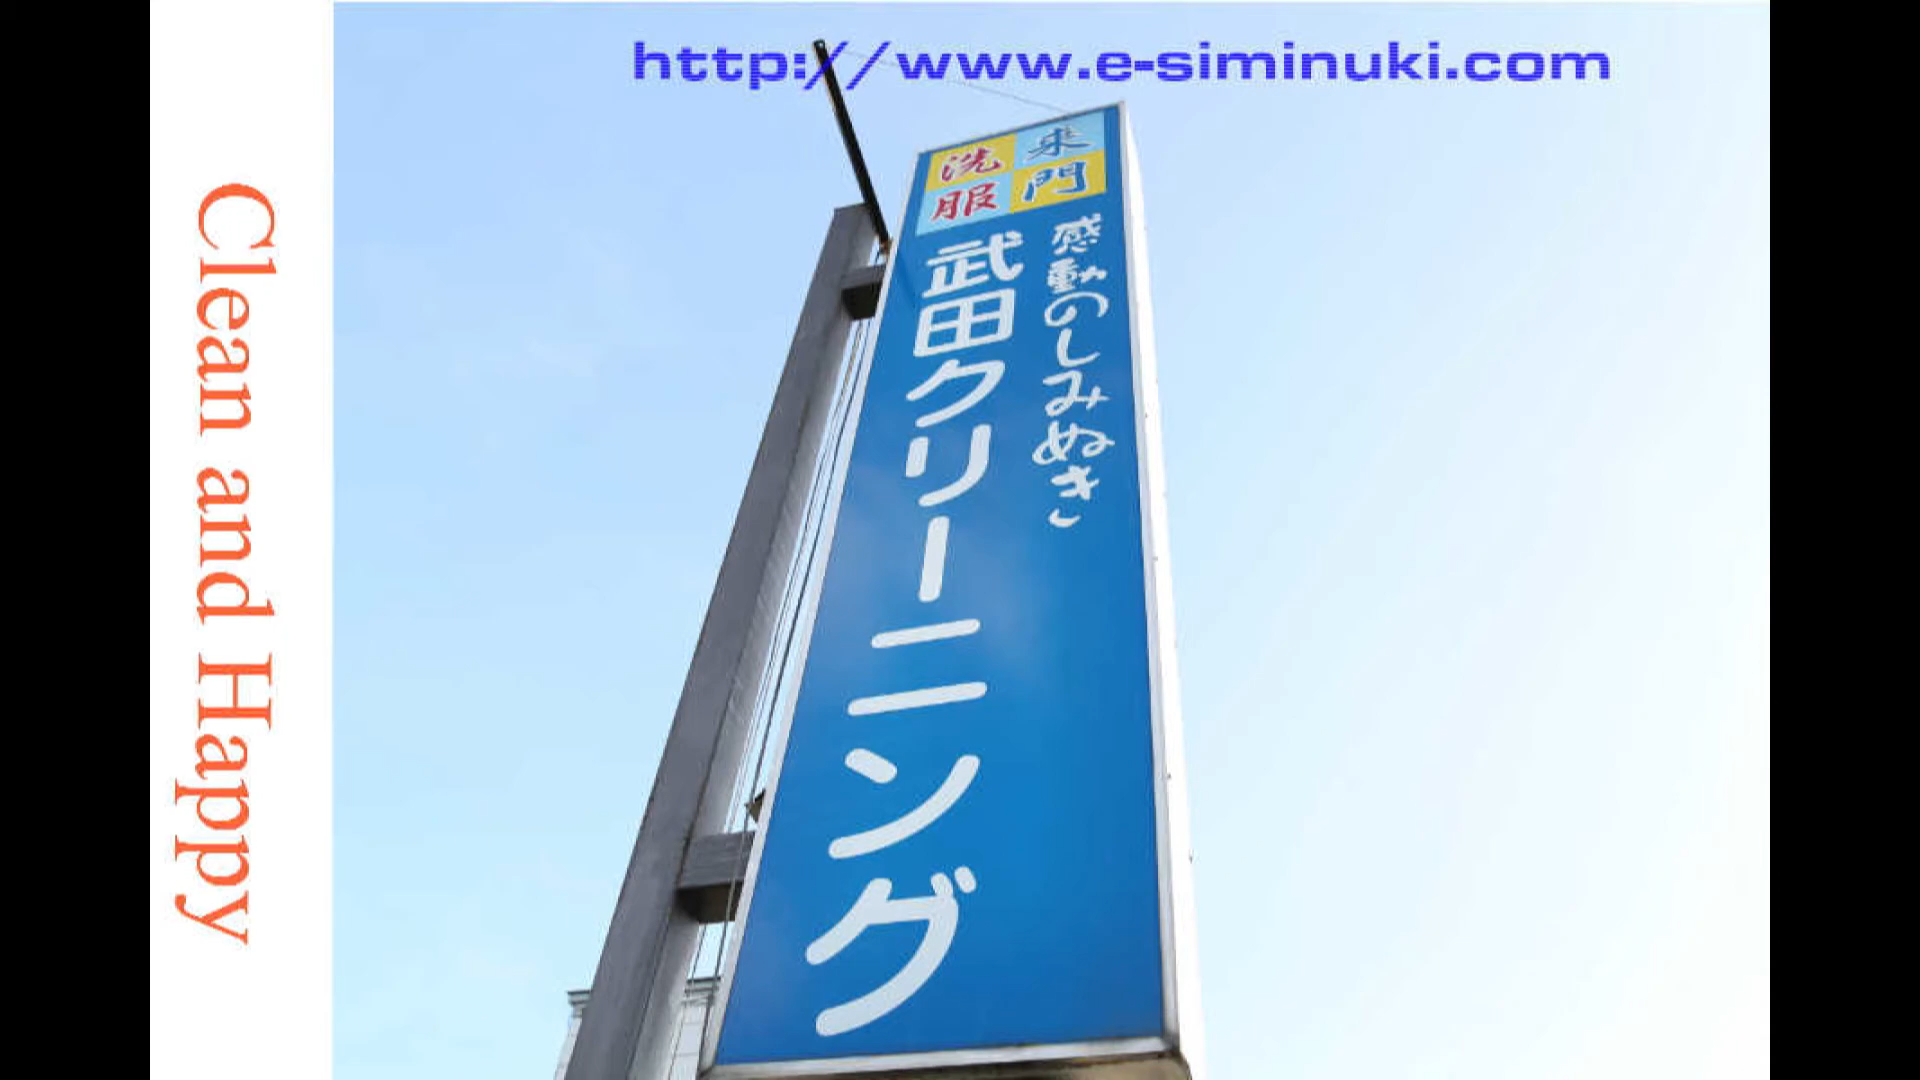 http://www.e-siminuki.com
Clean and Happy
来門
洗服
感動のしみぬき
武田クリーニング